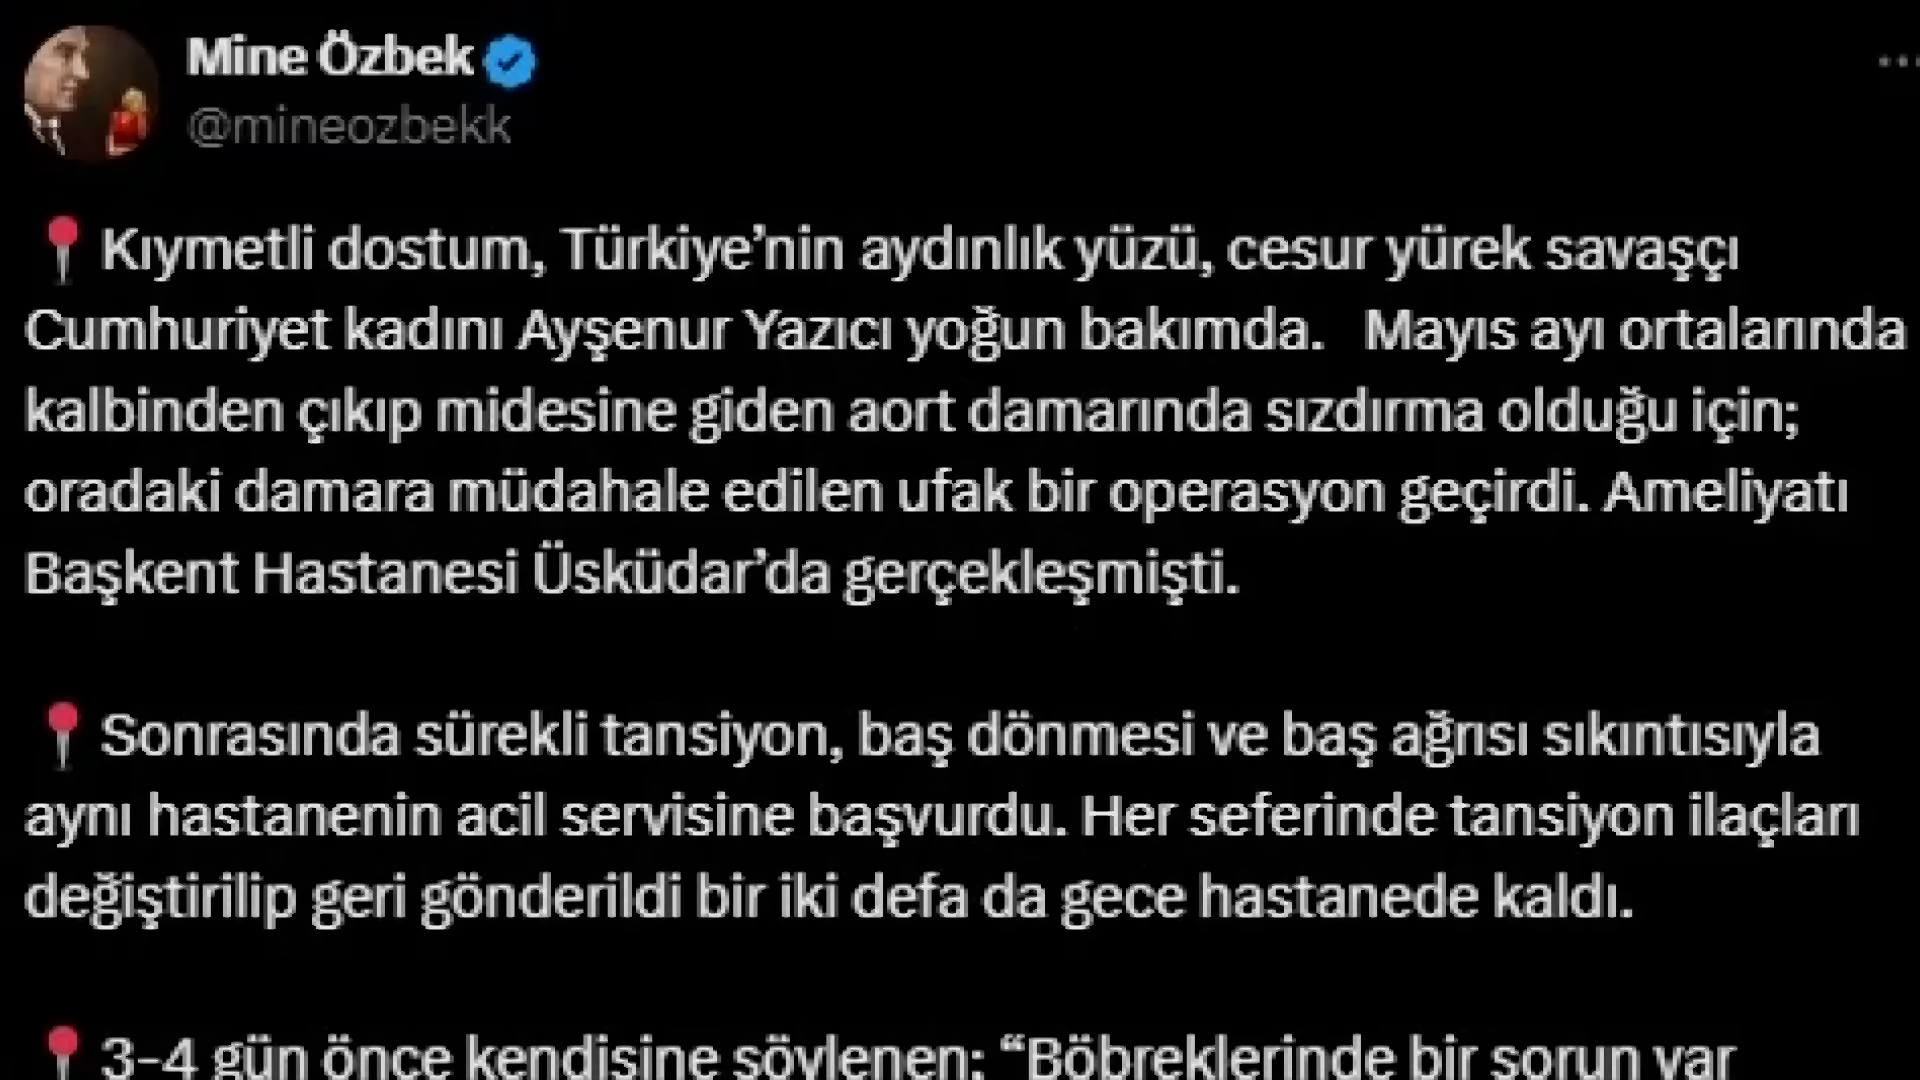 Mine Özbek
@mineozbekk
Kıymetli dostum, Türkiye’nin aydınlık yüzü, cesur yürek savaşçı
Cumhuriyet kadını Ayşenur Yazıcı yoğun bakımda. Mayıs ayı ortalarında
kalbinden çıkıp midesine giden aort damarında sızdırma olduğu için;
oradaki damara müdahale edilen ufak bir operasyon geçirdi. Ameliyatı
Başkent Hastanesi Üsküdar’da gerçekleşmişti.
Sonrasında sürekli tansiyon, baş dönmesi ve baş ağrısı sıkıntısıyla
aynı hastanenin acil servisine başvurdu. Her seferinde tansiyon ilaçları
değiştirilip geri gönderildi bir iki defa da gece hastanede kaldı.
3-4 gün önce kendisine söylenen; “Böbreklerinde bir sorun var